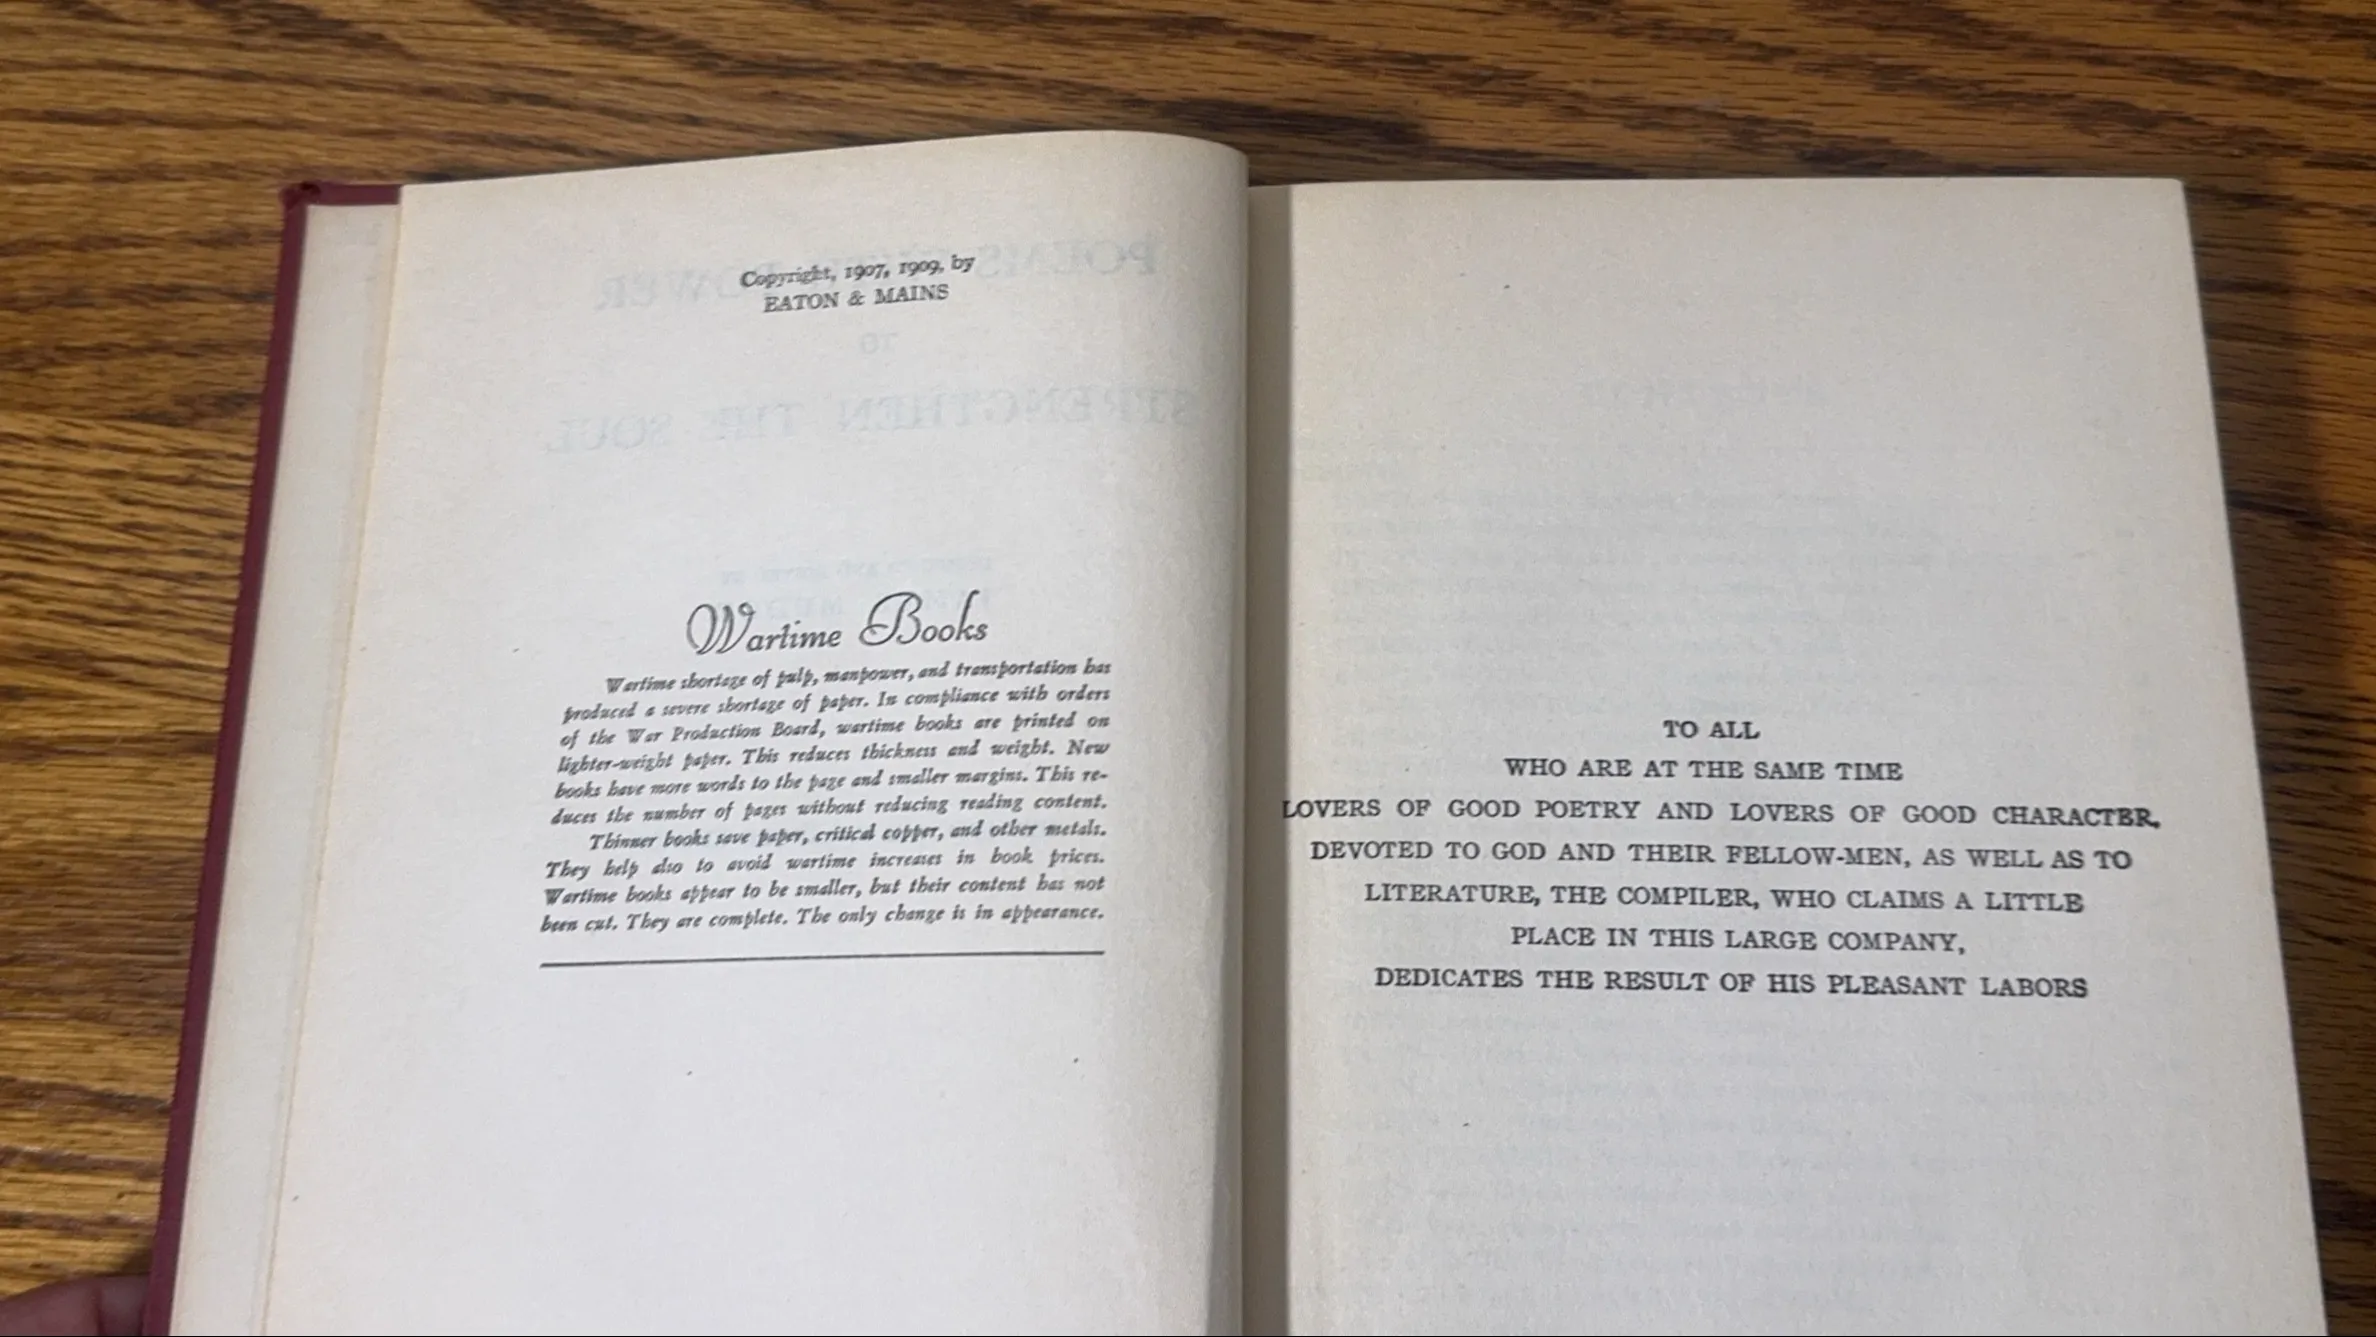 Copyright, 1907, 1909, by
EATON & MAINS
Wartime Books
Wartime shortage of pulp, manpower, and transportation has
produced a severe shortage of paper. In compliance with orders
of the War Production Board, wartime books are printed on
lighter-weight paper. This reduces thickness and weight. New
books have more words to the page and smaller margins. This re-
duces the number of pages without reducing reading content.
Thinner books save paper, critical copper, and other metals.
They help also to avoid wartime increases in book prices.
Wartime books appear to be smaller, but their content has not
been cut. They are complete. The only change is in appearance.
TO ALL
WHO ARE AT THE SAME TIME
LOVERS OF GOOD POETRY AND LOVERS OF GOOD CHARACTER,
DEVOTED TO GOD AND THEIR FELLOW-MEN, AS WELL AS TO
LITERATURE, THE COMPILER, WHO CLAIMS A LITTLE
PLACE IN THIS LARGE COMPANY,
DEDICATES THE RESULT OF HIS PLEASANT LABORS